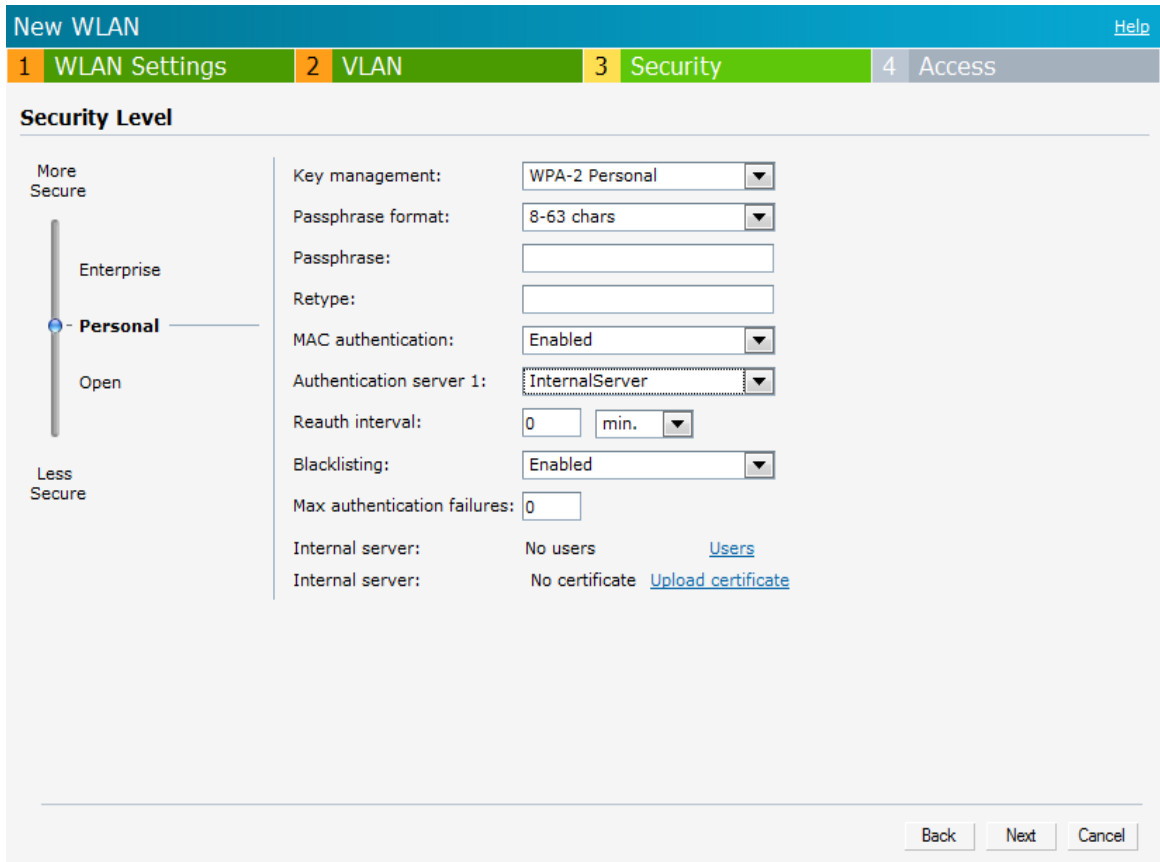 New WLAN
Help
1 WLAN Settings
2 VLAN
3 Security
4 Access
Security Level
More
Secure
Enterprise
Personal
Open
Less
Secure
Key management: WPA-2 Personal
Passphrase format: 8-63 chars
Passphrase:
Retype:
MAC authentication: Enabled
Authentication server 1: InternalServer
Reauth interval: 0 min.
Blacklisting: Enabled
Max authentication failures: 0
Internal server: No users Users
Internal server: No certificate Upload certificate
Back Next Cancel